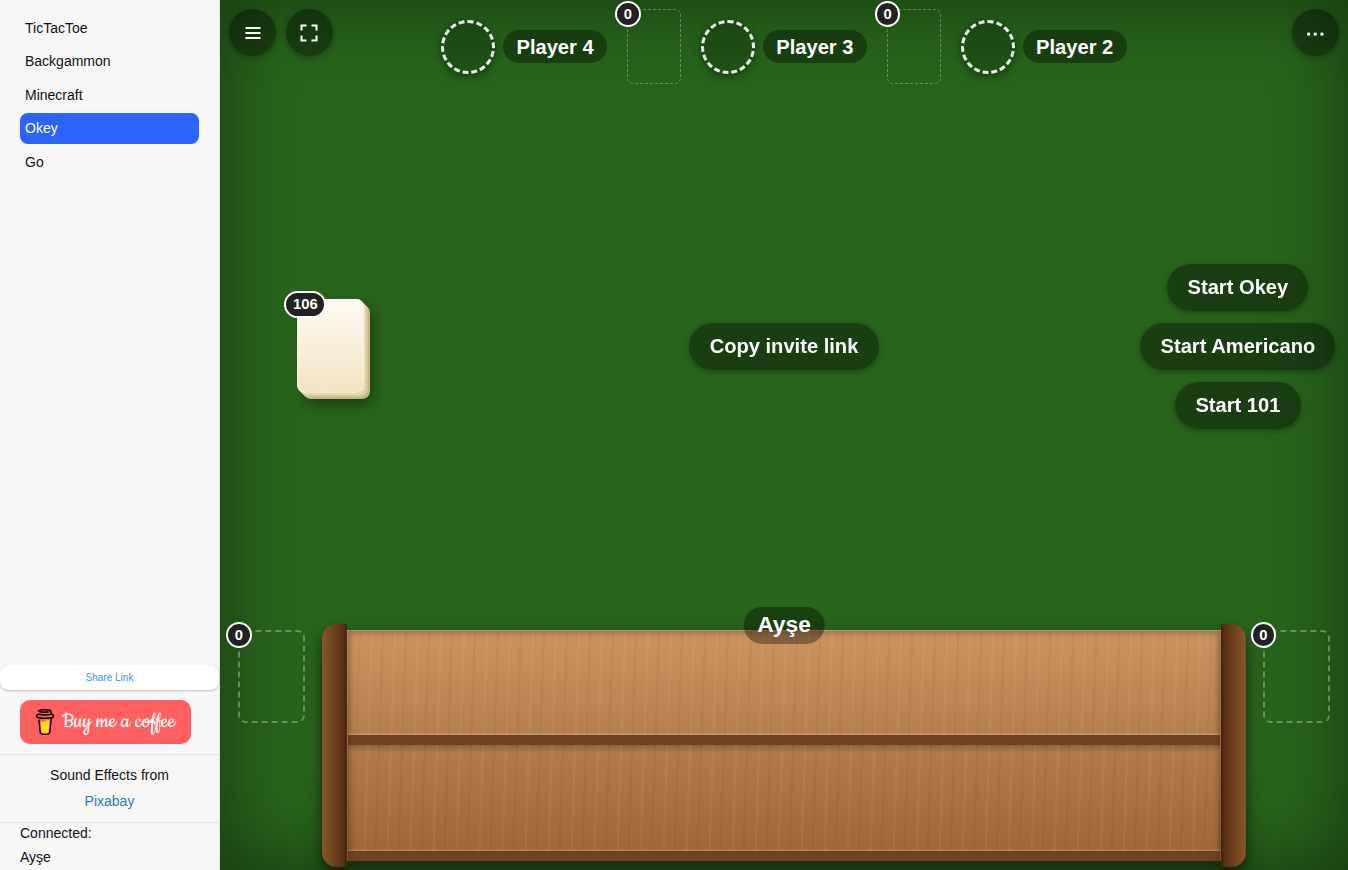 TicTacToe
Backgammon
Minecraft
Okey
Go
Share Link
Buy me a coffee
Sound Effects from
Pixabay
Connected:
Ayşe
Player 4
0
Player 3
0
Player 2
...
106
Copy invite link
Start Okey
Start Americano
Start 101
0
Ayşe
0